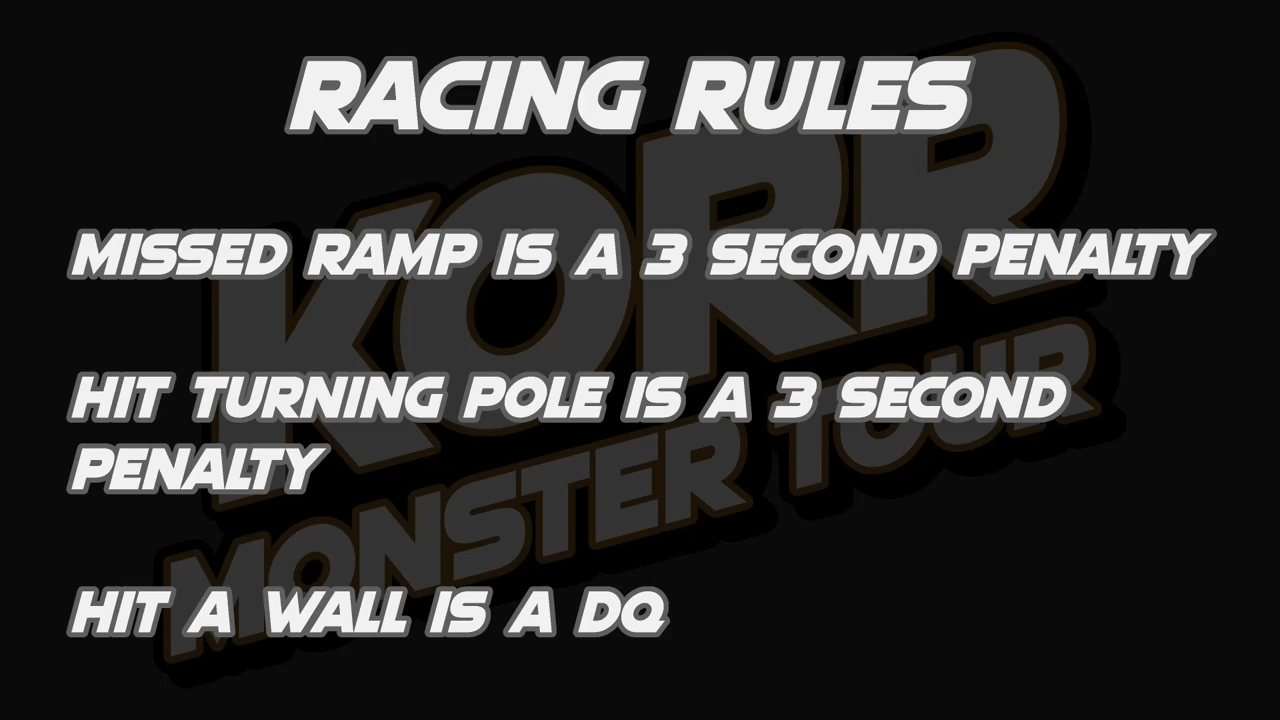 RACING RULES
KORR
MONSTER TOUR
MISSED RAMP IS A 3 SECOND PENALTY
HIT TURNING POLE IS A 3 SECOND
PENALTY
HIT A WALL IS A DQ